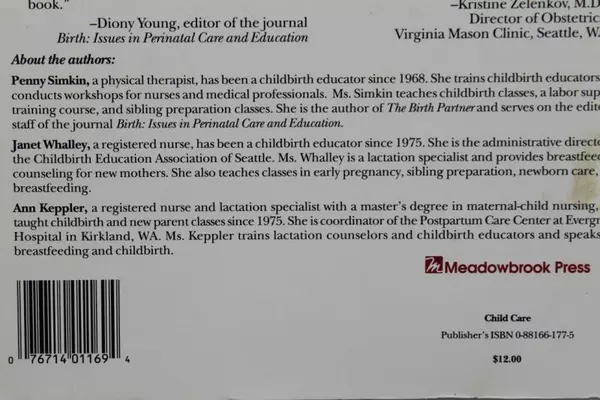 book."
–Kristine Zelenkov, M.D
–Diony Young, editor of the journal
Director of Obstetric
Birth: Issues in Perinatal Care and Education
Virginia Mason Clinic, Seattle, WA
About the authors:
Penny Simkin, a physical therapist, has been a childbirth educator since 1968. She trains childbirth educators
conducts workshops for nurses and medical professionals. Ms. Simkin teaches childbirth classes, a labor sup
training course, and sibling preparation classes. She is the author of The Birth Partner and serves on the edito
staff of the journal Birth: Issues in Perinatal Care and Education.
Janet Whalley, a registered nurse, has been a childbirth educator since 1975. She is the administrative directo
the Childbirth Education Association of Seattle. Ms. Whalley is a lactation specialist and provides breastfeed
counseling for new mothers. She also teaches classes in early pregnancy, sibling preparation, newborn care,
breastfeeding.
Ann Keppler, a registered nurse and lactation specialist with a master's degree in maternal-child nursing,
taught childbirth and new parent classes since 1975. She is coordinator of the Postpartum Care Center at Evergr
Hospital in Kirkland, WA. Ms. Keppler trains lactation counselors and childbirth educators and speaks
breastfeeding and childbirth.
Meadowbrook Press
Child Care
Publisher's ISBN 0-88166-177-5
$12.00
0 76714 01169 4